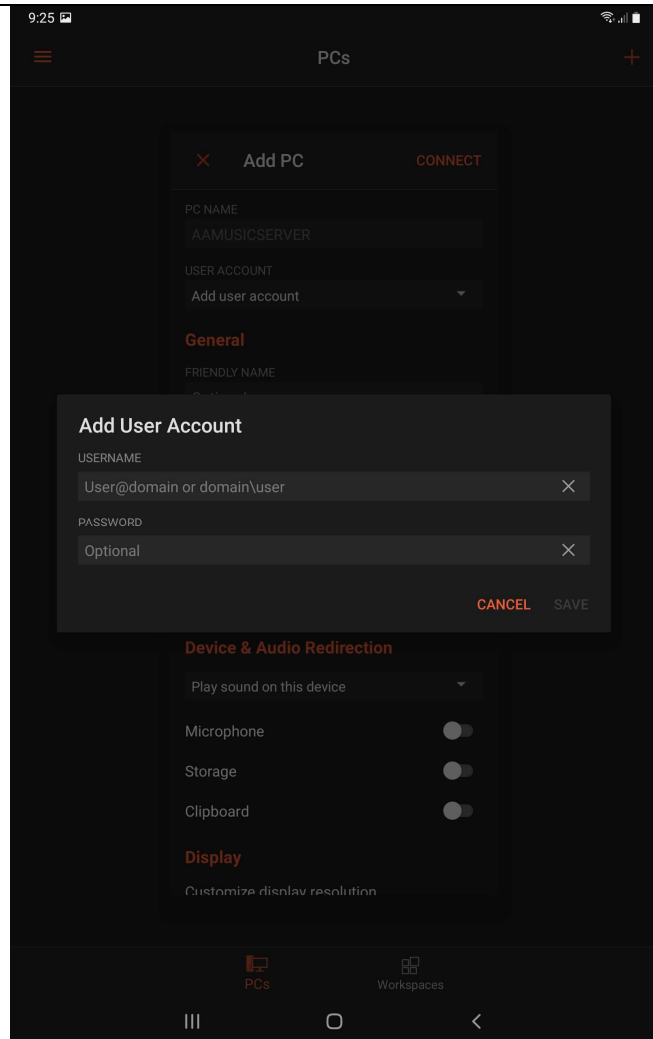 9:25
PCs
Add PC
CONNECT
PC NAME
AAMUSICSERVER
USER ACCOUNT
Add user account
General
FRIENDLY NAME
Optional
Add User Account
USERNAME
User@domain or domain\user
PASSWORD
Optional
CANCEL SAVE
Device & Audio Redirection
Play sound on this device
Microphone
Storage
Clipboard
Display
Customize display resolution
PCs
Workspaces